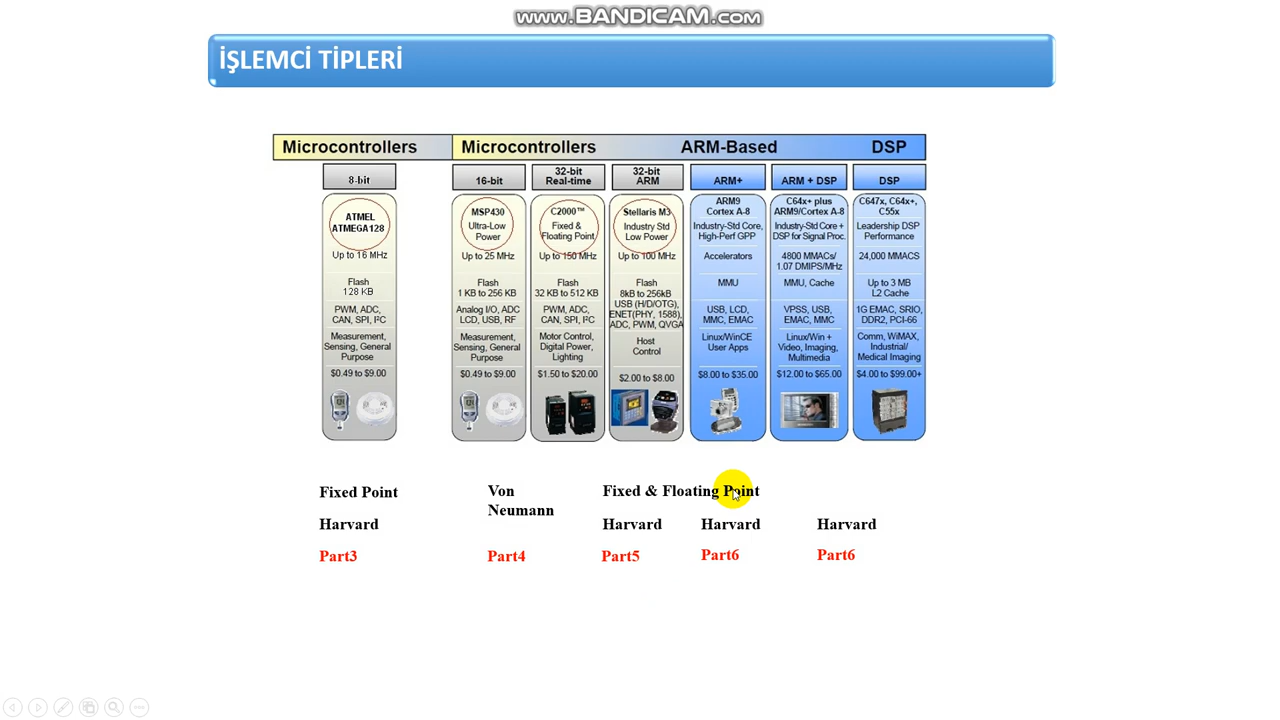 www.BANDICAM.com
İŞLEMCİ TİPLERİ
Microcontrollers
Microcontrollers ARM-Based DSP
8-bit
ATMEL
ATMEGA128
Up to 16 MHz
Flash
128 KB
PWM, ADC,
CAN, SPI, I²C
Measurement,
Sensing, General
Purpose
$0.49 to $9.00
16-bit
MSP430
Ultra-Low
Power
Up to 25 MHz
Flash
1 KB to 256 KB
Analog I/O, ADC
LCD, USB, RF
Measurement,
Sensing, General
Purpose
$0.49 to $9.00
32-bit
Real-time
C2000™
Fixed &
Floating Point
Up to 150 MHz
Flash
32 KB to 512 KB
PWM, ADC,
CAN, SPI, I²C
Motor Control,
Digital Power,
Lighting
$1.50 to $20.00
32-bit
ARM
Stellaris M3
Industry Std
Low Power
Up to 100 MHz
Flash
8kB to 256kB
USB (H/D/OTG),
ENET(PHY, 1588),
ADC, PWM, QVGA
Host
Control
$2.00 to $8.00
ARM+
ARM9
Cortex A-8
Industry-Std Core,
High-Perf GPP
Accelerators
MMU
USB, LCD,
MMC, EMAC
Linux/WinCE
User Apps
$8.00 to $35.00
ARM + DSP
C64x+ plus
ARM9/Cortex A-8
Industry-Std Core +
DSP for Signal Proc.
4800 MMACs/
1.07 DMIPS/MHz
MMU, Cache
VPSS, USB,
EMAC, MMC
Linux/Win +
Video, Imaging,
Multimedia
$12.00 to $65.00
DSP
C647x, C64x+,
C55x
Leadership DSP
Performance
24,000 MMACS
Up to 3 MB
L2 Cache
1G EMAC, SRIO,
DDR2, PCI-66
Comm, WiMAX,
Industrial/
Medical Imaging
$4.00 to $99.00+
Fixed Point
Von
Neumann
Fixed & Floating Point
Harvard Harvard Harvard Harvard
Part3 Part4 Part5 Part6 Part6